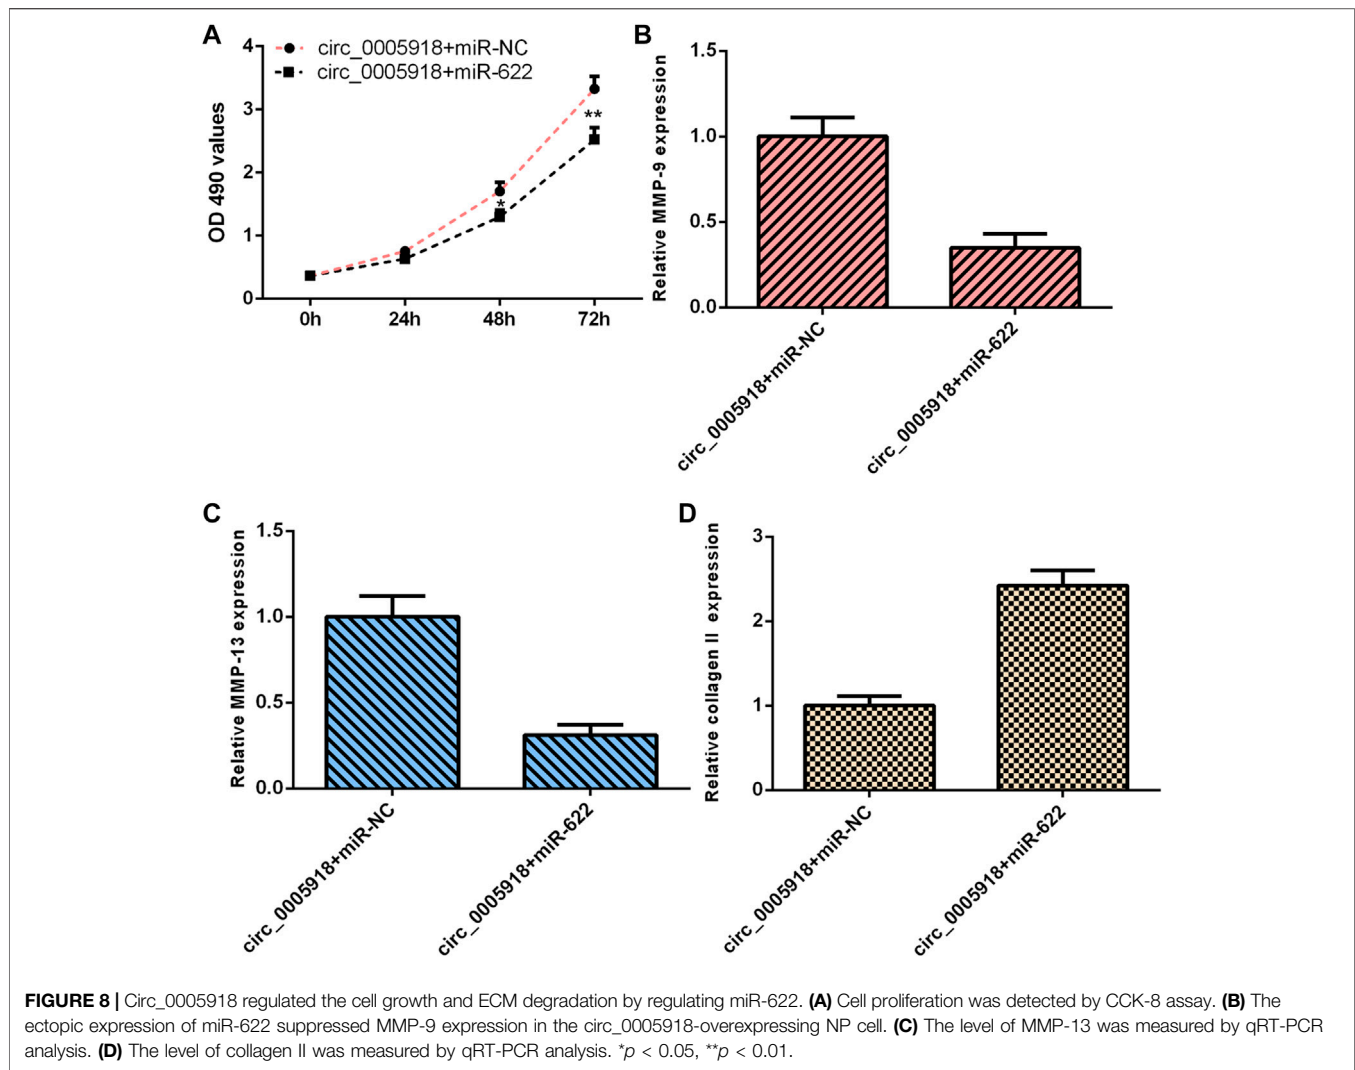 A
circ_0005918+miR-NC
circ_0005918+miR-622
OD 490 values
4
3
2
1
0
**
*
0h
24h
48h
72h
B
Relative MMP-9 expression
1.5
1.0
0.5
0.0
circ_0005918+miR-NC
circ_0005918+miR-622
C
Relative MMP-13 expression
1.5
1.0
0.5
0.0
circ_0005918+miR-NC
circ_0005918+miR-622
D
Relative collagen II expression
3
2
1
0
circ_0005918+miR-NC
circ_0005918+miR-622
FIGURE 8 | Circ_0005918 regulated the cell growth and ECM degradation by regulating miR-622. (A) Cell proliferation was detected by CCK-8 assay. (B) The
ectopic expression of miR-622 suppressed MMP-9 expression in the circ_0005918-overexpressing NP cell. (C) The level of MMP-13 was measured by qRT-PCR
analysis. (D) The level of collagen II was measured by qRT-PCR analysis. *p < 0.05, **p < 0.01.